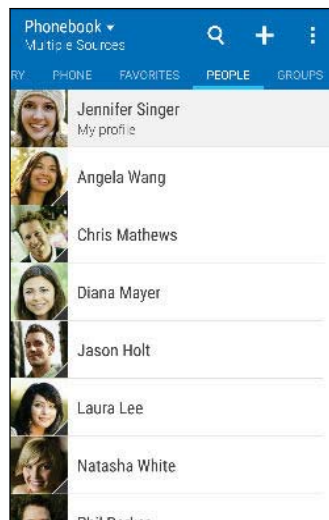 Phonebook
Multiple Sources
RY PHONE FAVORITES PEOPLE GROUPS
Jennifer Singer
My profile
Angela Wang
Chris Mathews
Diana Mayer
Jason Holt
Laura Lee
Natasha White